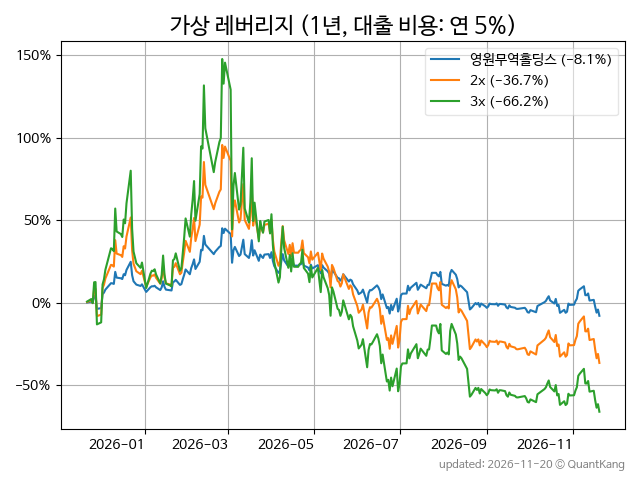 가상 레버리지 (1년, 대출 비용: 연 5%)
영원무역홀딩스 (−8.1%)
2x (−36.7%)
3x (−66.2%)
150%
100%
50%
0%
−50%
2026-01 2026-03 2026-05 2026-07 2026-09 2026-11
updated: 2026-11-20 © QuantKang